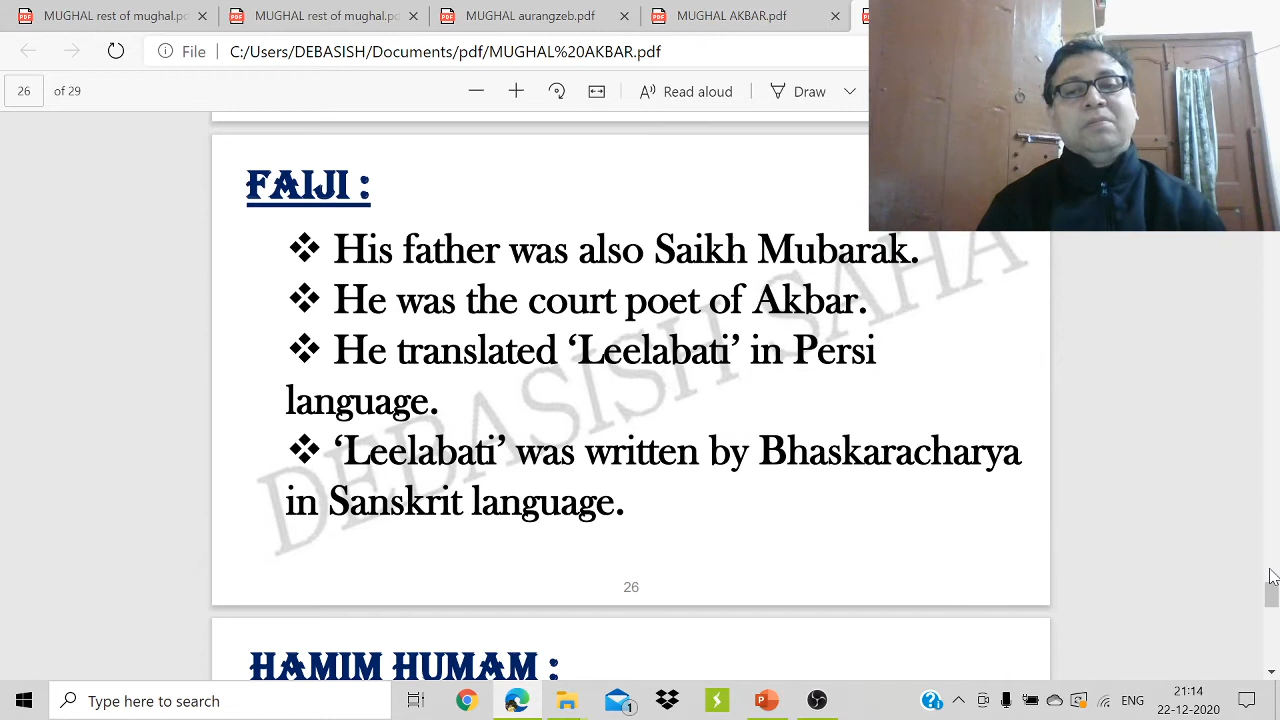 MUGHAL rest of mughal.pdf
MUGHAL rest of mughal.pdf
MUGHAL aurangzeb.pdf
MUGHAL AKBAR.pdf
File C:/Users/DEBASISH/Documents/pdf/MUGHAL%20AKBAR.pdf
26 of 29 Read aloud Draw
FAIJI :
❖ His father was also Saikh Mubarak.
❖ He was the court poet of Akbar.
❖ He translated ‘Leelabati’ in Persi
language.
❖ ‘Leelabati’ was written by Bhaskaracharya
in Sanskrit language.
DEBASISH SAHA
26
HAMIM HUMAM :
Type here to search
1
ENG
21:14
22-12-2020